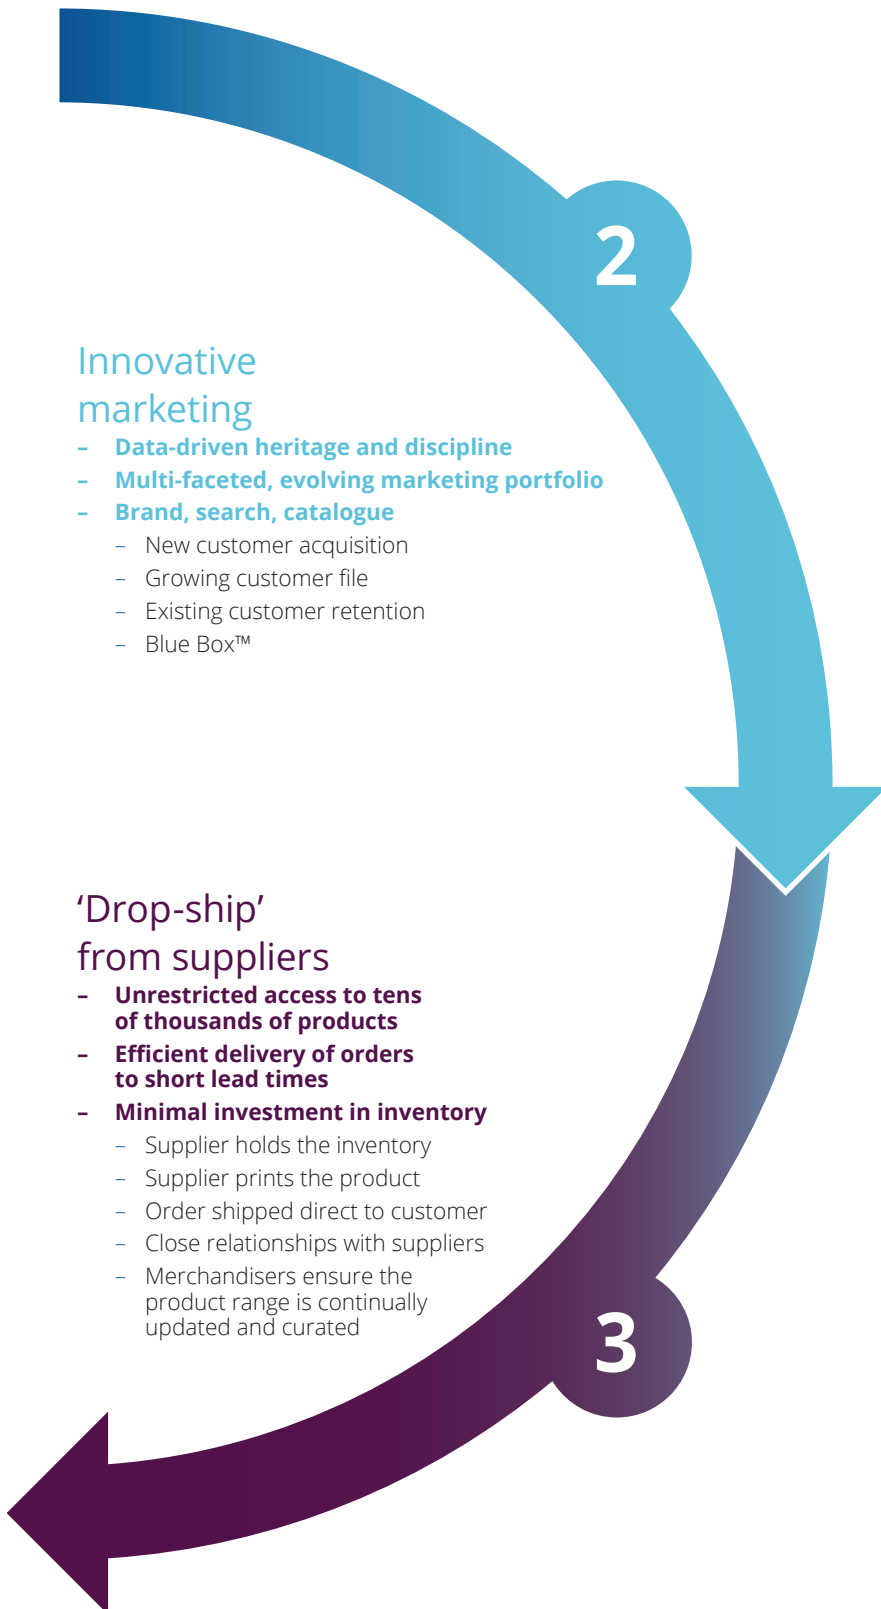 2
Innovative
marketing
– Data-driven heritage and discipline
– Multi-faceted, evolving marketing portfolio
– Brand, search, catalogue
– New customer acquisition
– Growing customer file
– Existing customer retention
– Blue Box™
‘Drop-ship’
from suppliers
– Unrestricted access to tens
of thousands of products
– Efficient delivery of orders
to short lead times
– Minimal investment in inventory
– Supplier holds the inventory
– Supplier prints the product
– Order shipped direct to customer
– Close relationships with suppliers
– Merchandisers ensure the
product range is continually
updated and curated
3